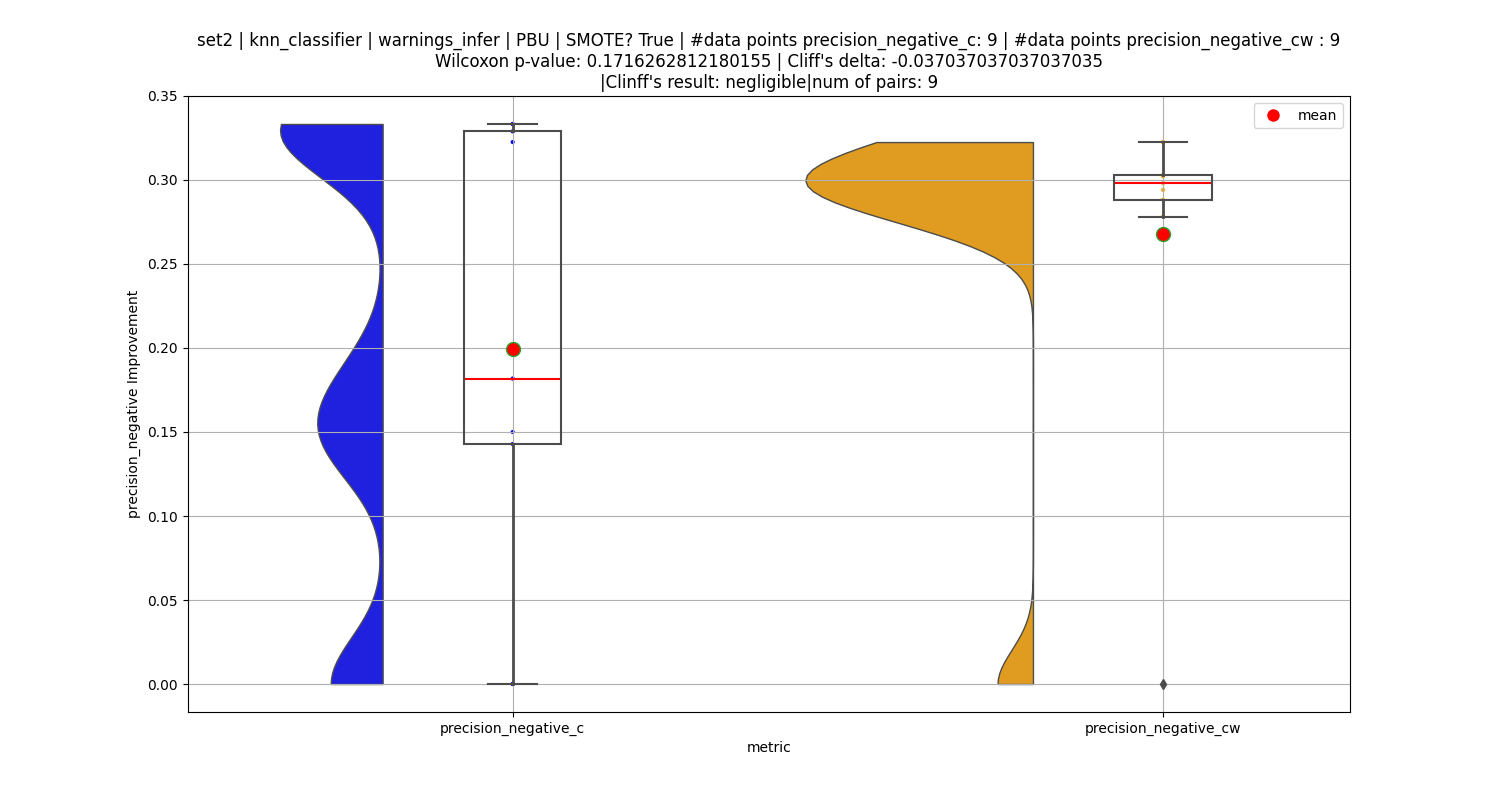 set2 | knn_classifier | warnings_infer | PBU | SMOTE? True | #data points precision_negative_c: 9 | #data points precision_negative_cw : 9
Wilcoxon p-value: 0.1716262812180155 | Cliff's delta: -0.037037037037037035
|Clinff's result: negligible|num of pairs: 9
0.35
0.30
0.25
0.20
0.15
0.10
0.05
0.00
precision_negative Improvement
mean
precision_negative_c
precision_negative_cw
metric